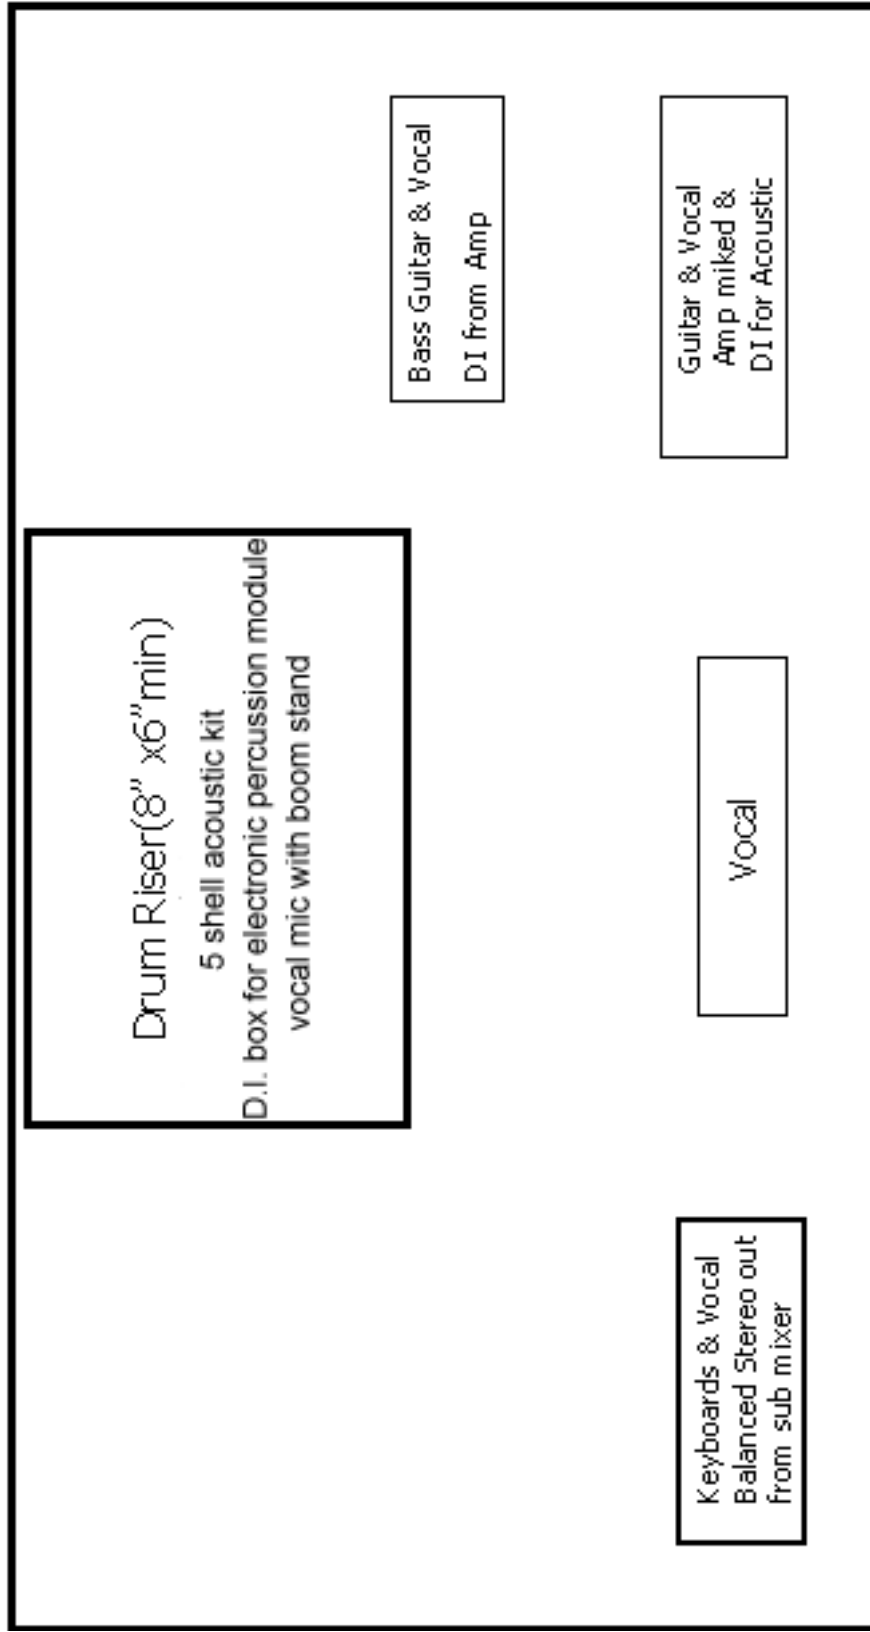 Drum Riser(8” x6”min)
5 shell acoustic kit
D.I. box for electronic percussion module
vocal mic with boom stand
Bass Guitar & Vocal
DI from Amp
Keyboards & Vocal
Balanced Stereo out
from sub mixer
Vocal
Guitar & Vocal
Amp miked &
DI for Acoustic